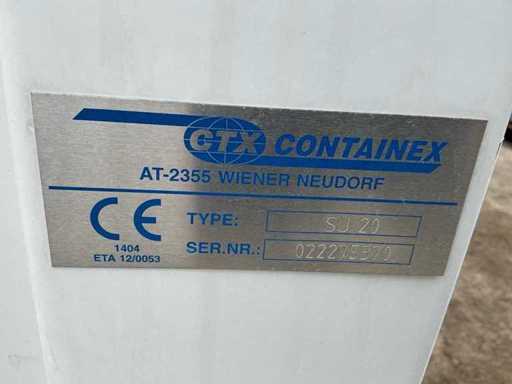 CTX CONTAINEX
AT-2355 WIENER NEUDORF
CE
1404
ETA 12/0053
TYPE: SU 20
SER.NR.: